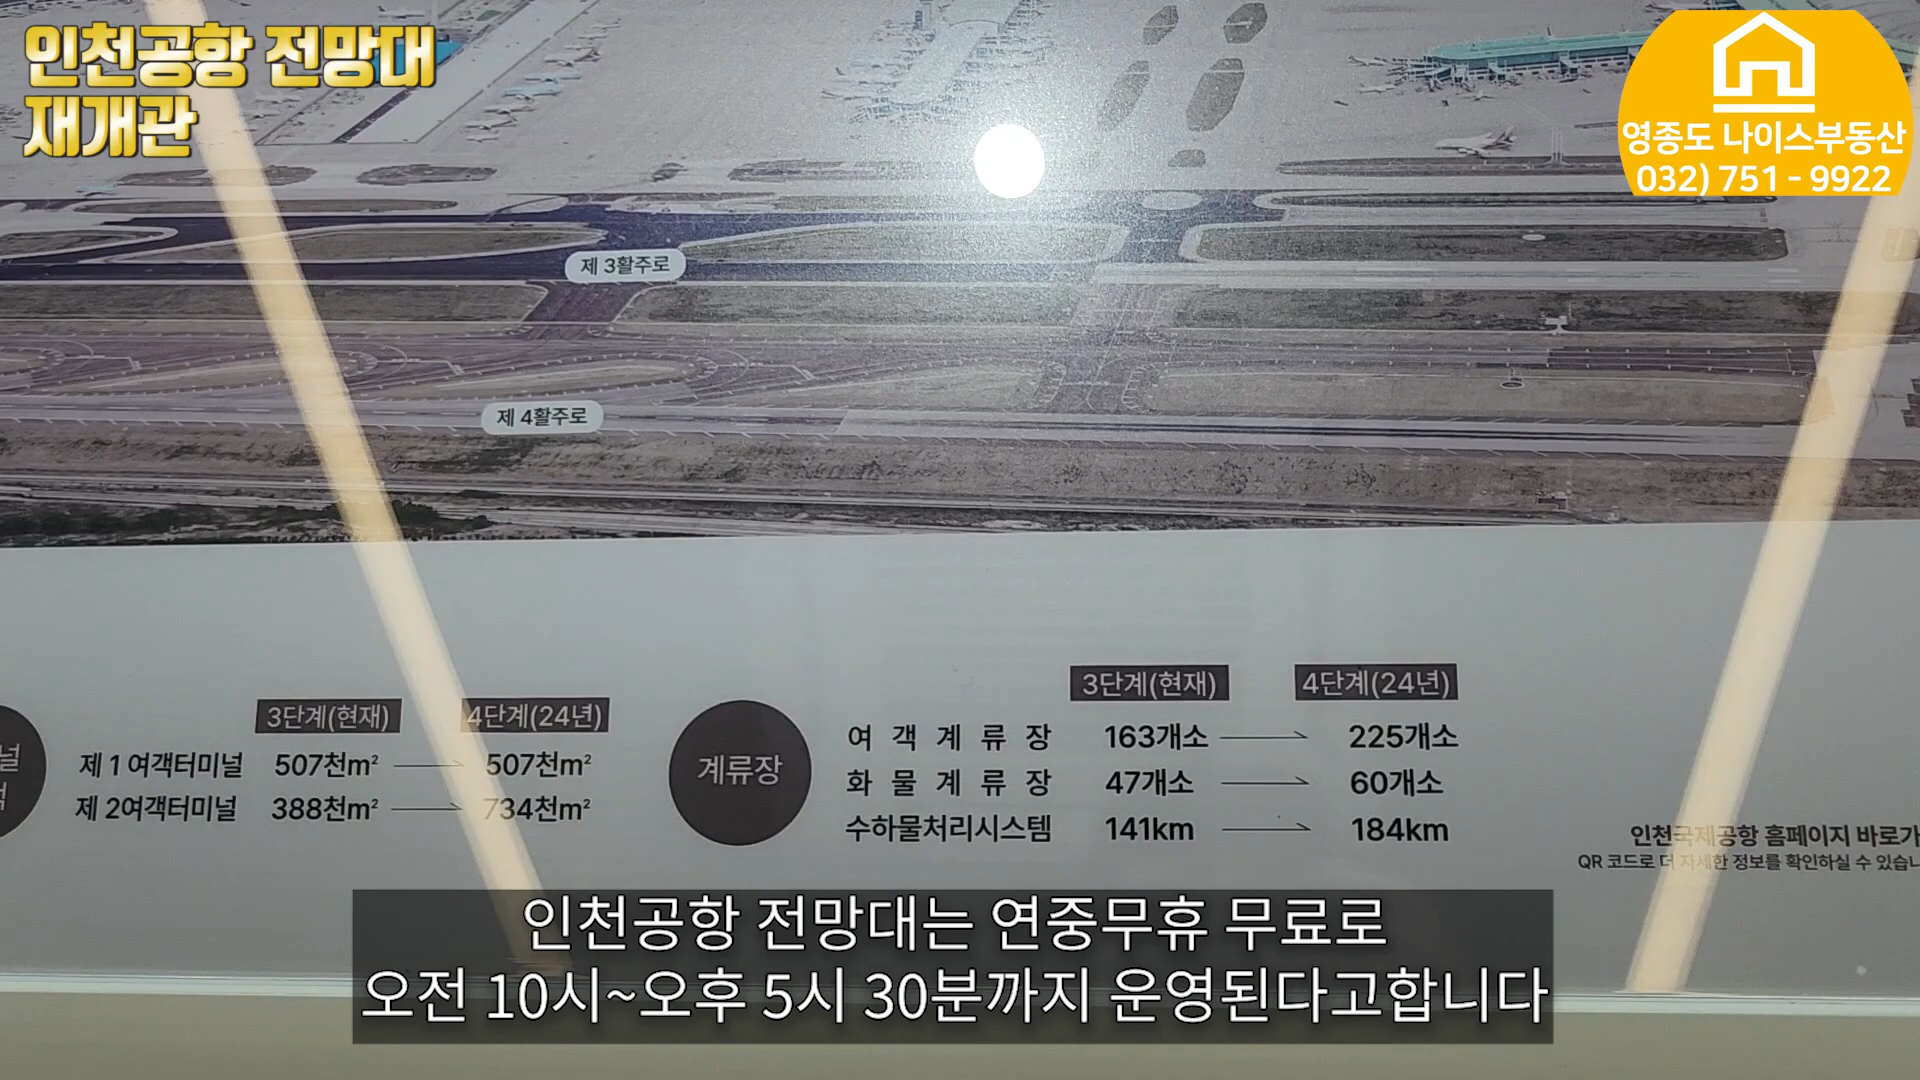 인천공항 전망대
재개관
영종도 나이스부동산
032) 751 - 9922
제 3활주로
제 4활주로
널
3단계(현재) 4단계(24년)
제 1 여객터미널 507천m² 507천m²
제 2여객터미널 388천m² 734천m²
계류장
3단계(현재) 4단계(24년)
여객계류장 163개소 225개소
화물계류장 47개소 60개소
수하물처리시스템 141km 184km
인천국제공항 홈페이지 바로가
QR 코드로 더 자세한 정보를 확인하실 수 있습니
인천공항 전망대는 연중무휴 무료로
오전 10시~오후 5시 30분까지 운영된다고합니다